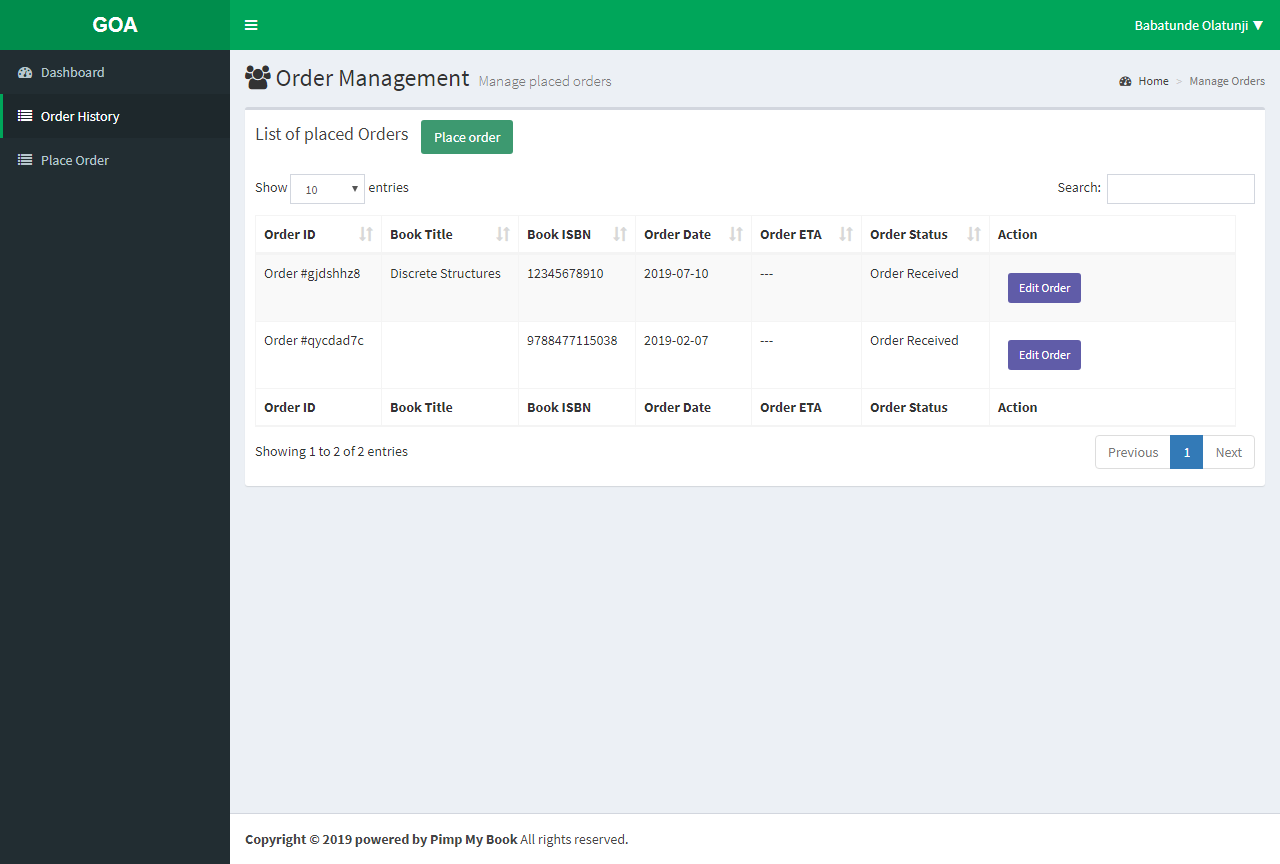 GOA
Babatunde Olatunji ▼
Dashboard
Order History
Place Order
Order Management Manage placed orders
Home > Manage Orders
List of placed Orders Place order
Show 10 entries Search:
Order ID Book Title Book ISBN Order Date Order ETA Order Status Action
Order #gjdshhz8 Discrete Structures 12345678910 2019-07-10 --- Order Received Edit Order
Order #qycdad7c 9788477115038 2019-02-07 --- Order Received Edit Order
Order ID Book Title Book ISBN Order Date Order ETA Order Status Action
Showing 1 to 2 of 2 entries Previous 1 Next
Copyright © 2019 powered by Pimp My Book All rights reserved.